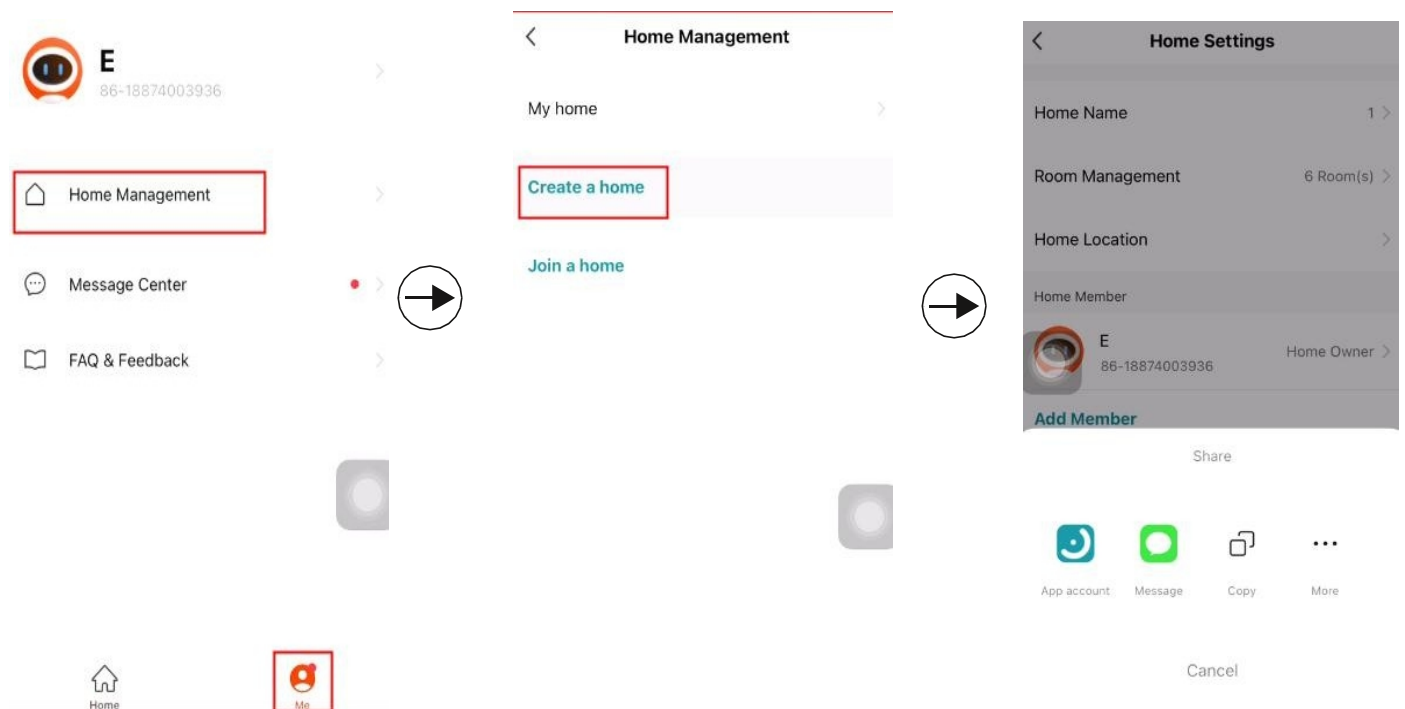 E
86-18874003936
Home Management
Message Center
FAQ & Feedback
Home
Me
Home Management
My home
Create a home
Join a home
Home Settings
Home Name 1
Room Management 6 Room(s)
Home Location
Home Member
E
86-18874003936
Home Owner
Add Member
Share
App account Message Copy More
Cancel